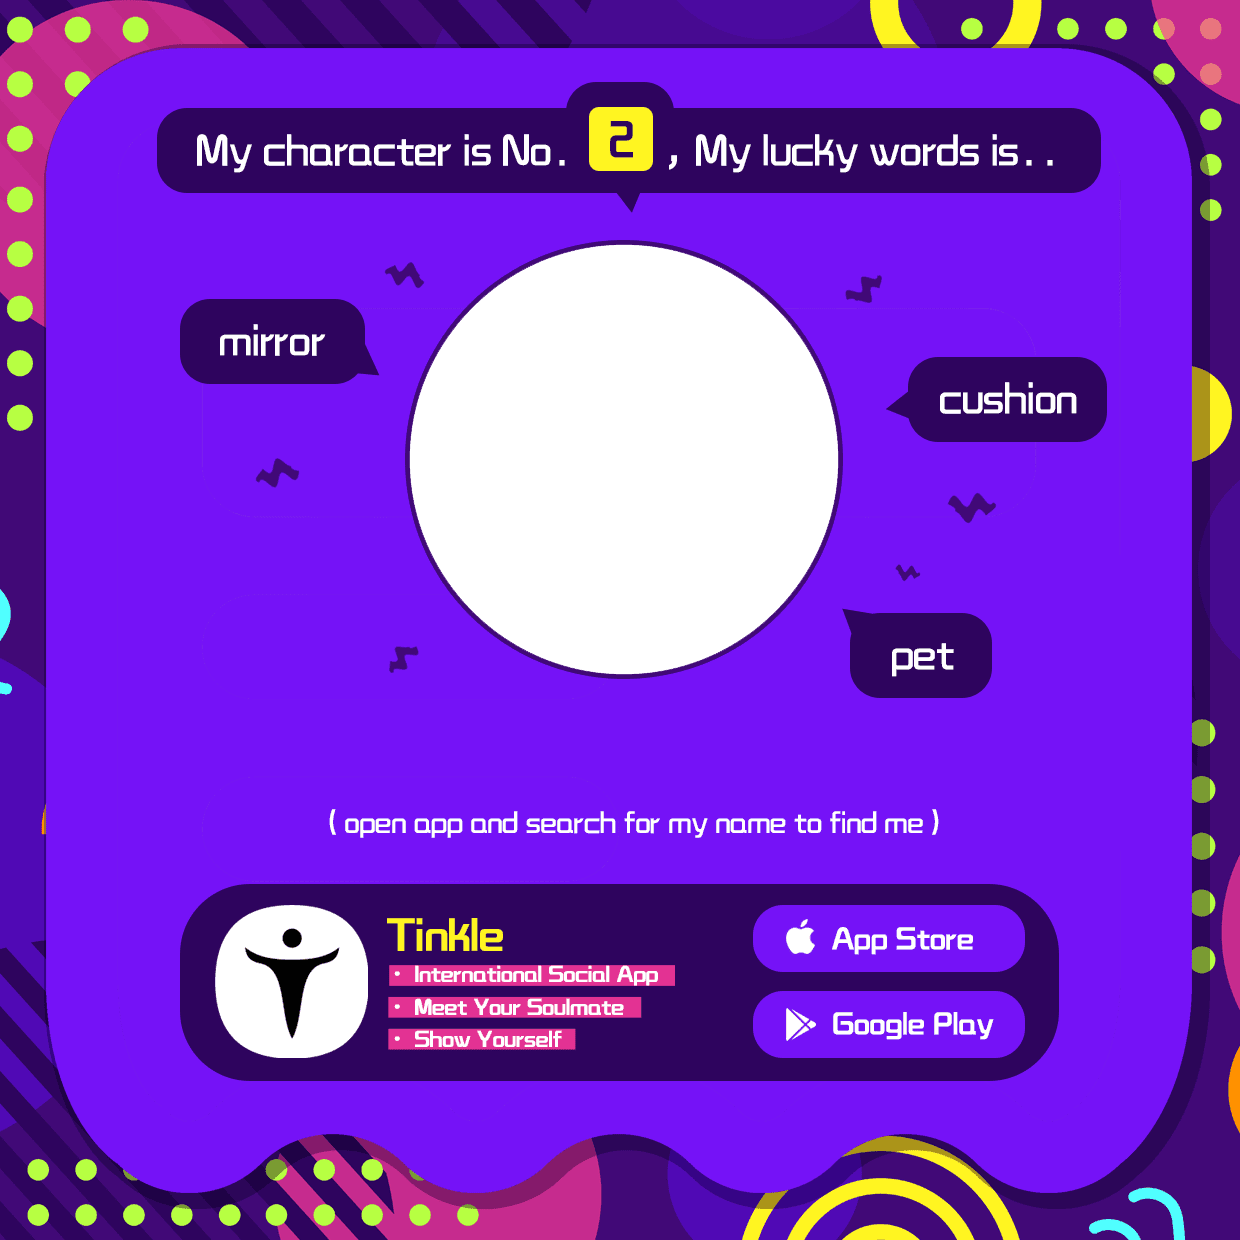 My character is No. 2 , My lucky words is. .
mirror
cushion
pet
( open app and search for my name to find me )
Tinkle
• International Social App
• Meet Your Soulmate
• Show Yourself
App Store
Google Play